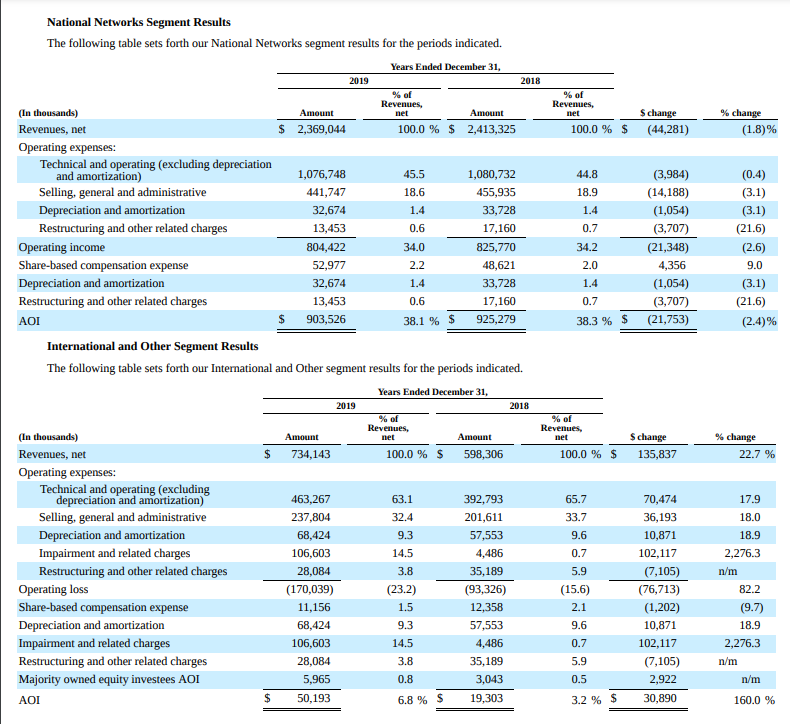 National Networks Segment Results
The following table sets forth our National Networks segment results for the periods indicated.
Years Ended December 31,
2019 2018
% of Revenues, net % of Revenues, net
(In thousands) Amount Amount $ change % change
Revenues, net $ 2,369,044 100.0 % $ 2,413,325 100.0 % $ (44,281) (1.8)%
Operating expenses:
Technical and operating (excluding depreciation
and amortization) 1,076,748 45.5 1,080,732 44.8 (3,984) (0.4)
Selling, general and administrative 441,747 18.6 455,935 18.9 (14,188) (3.1)
Depreciation and amortization 32,674 1.4 33,728 1.4 (1,054) (3.1)
Restructuring and other related charges 13,453 0.6 17,160 0.7 (3,707) (21.6)
Operating income 804,422 34.0 825,770 34.2 (21,348) (2.6)
Share-based compensation expense 52,977 2.2 48,621 2.0 4,356 9.0
Depreciation and amortization 32,674 1.4 33,728 1.4 (1,054) (3.1)
Restructuring and other related charges 13,453 0.6 17,160 0.7 (3,707) (21.6)
AOI $ 903,526 38.1 % $ 925,279 38.3 % $ (21,753) (2.4)%
International and Other Segment Results
The following table sets forth our International and Other segment results for the periods indicated.
Years Ended December 31,
2019 2018
% of Revenues, net % of Revenues, net
(In thousands) Amount Amount $ change % change
Revenues, net $ 734,143 100.0 % $ 598,306 100.0 % $ 135,837 22.7 %
Operating expenses:
Technical and operating (excluding
depreciation and amortization) 463,267 63.1 392,793 65.7 70,474 17.9
Selling, general and administrative 237,804 32.4 201,611 33.7 36,193 18.0
Depreciation and amortization 68,424 9.3 57,553 9.6 10,871 18.9
Impairment and related charges 106,603 14.5 4,486 0.7 102,117 2,276.3
Restructuring and other related charges 28,084 3.8 35,189 5.9 (7,105) n/m
Operating loss (170,039) (23.2) (93,326) (15.6) (76,713) 82.2
Share-based compensation expense 11,156 1.5 12,358 2.1 (1,202) (9.7)
Depreciation and amortization 68,424 9.3 57,553 9.6 10,871 18.9
Impairment and related charges 106,603 14.5 4,486 0.7 102,117 2,276.3
Restructuring and other related charges 28,084 3.8 35,189 5.9 (7,105) n/m
Majority owned equity investees AOI 5,965 0.8 3,043 0.5 2,922 n/m
AOI $ 50,193 6.8 % $ 19,303 3.2 % $ 30,890 160.0 %